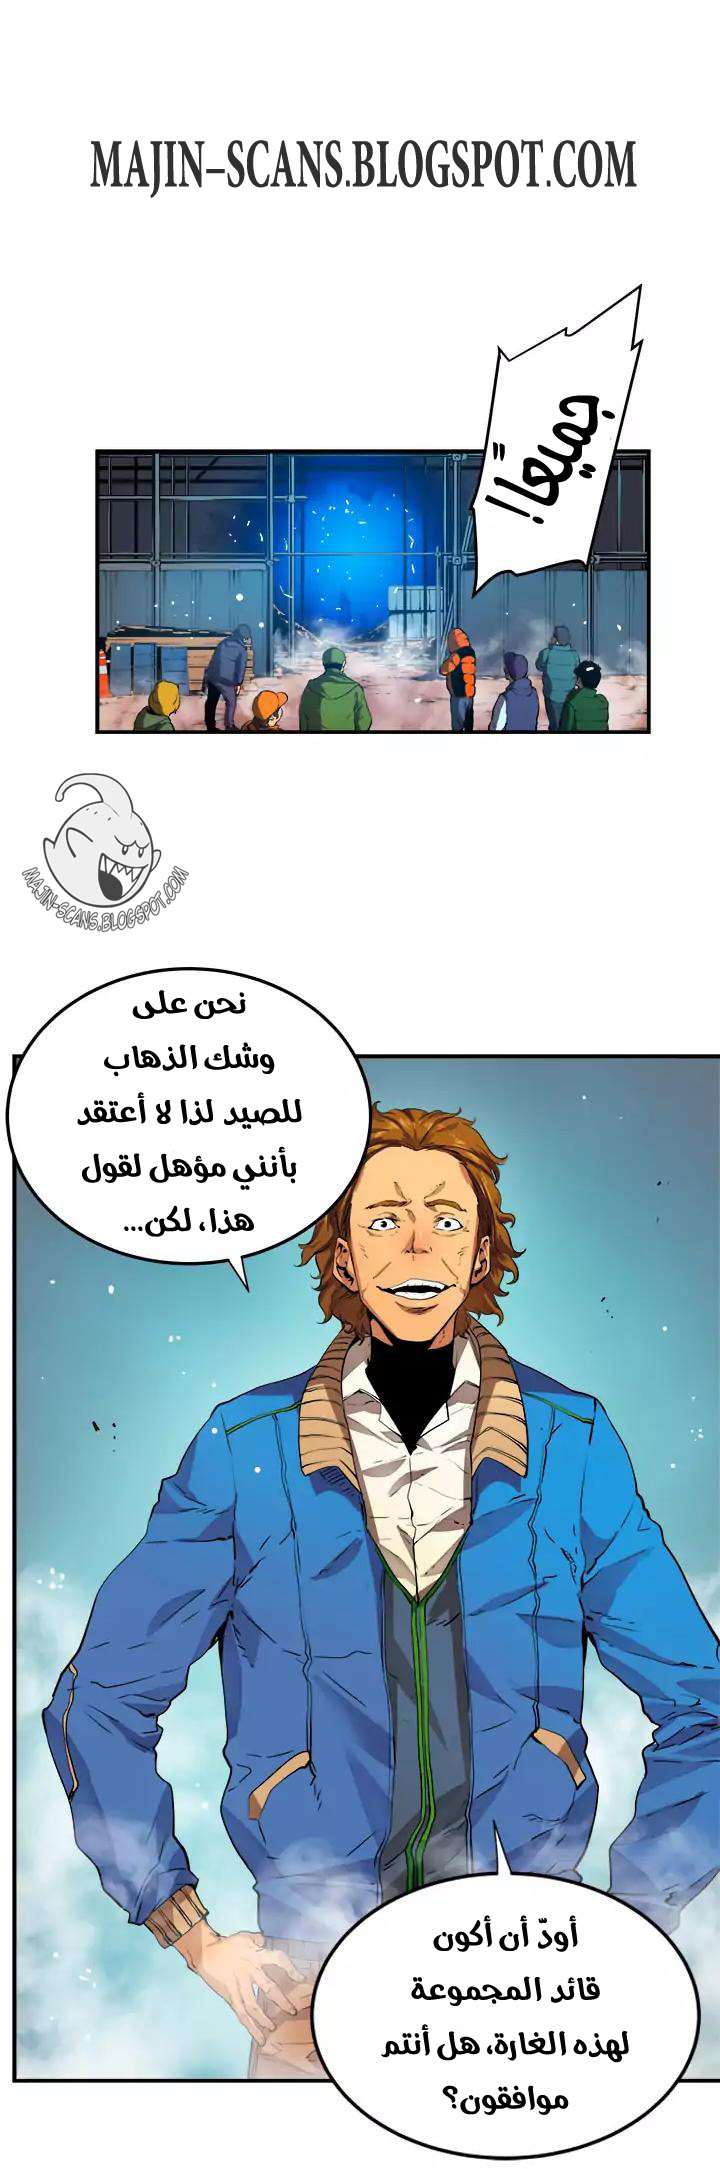 MAJIN-SCANS.BLOGSPOT.COM
جميعًا!
MAJIN-SCANS.BLOGSPOT.COM
نحن على
وشك الذهاب
للصيد لذا لا أعتقد
بأنني مؤهل لقول
هذا، لكن...
أودّ أن أكون
قائد المجموعة
لهذه الغارة، هل أنتم
موافقون؟